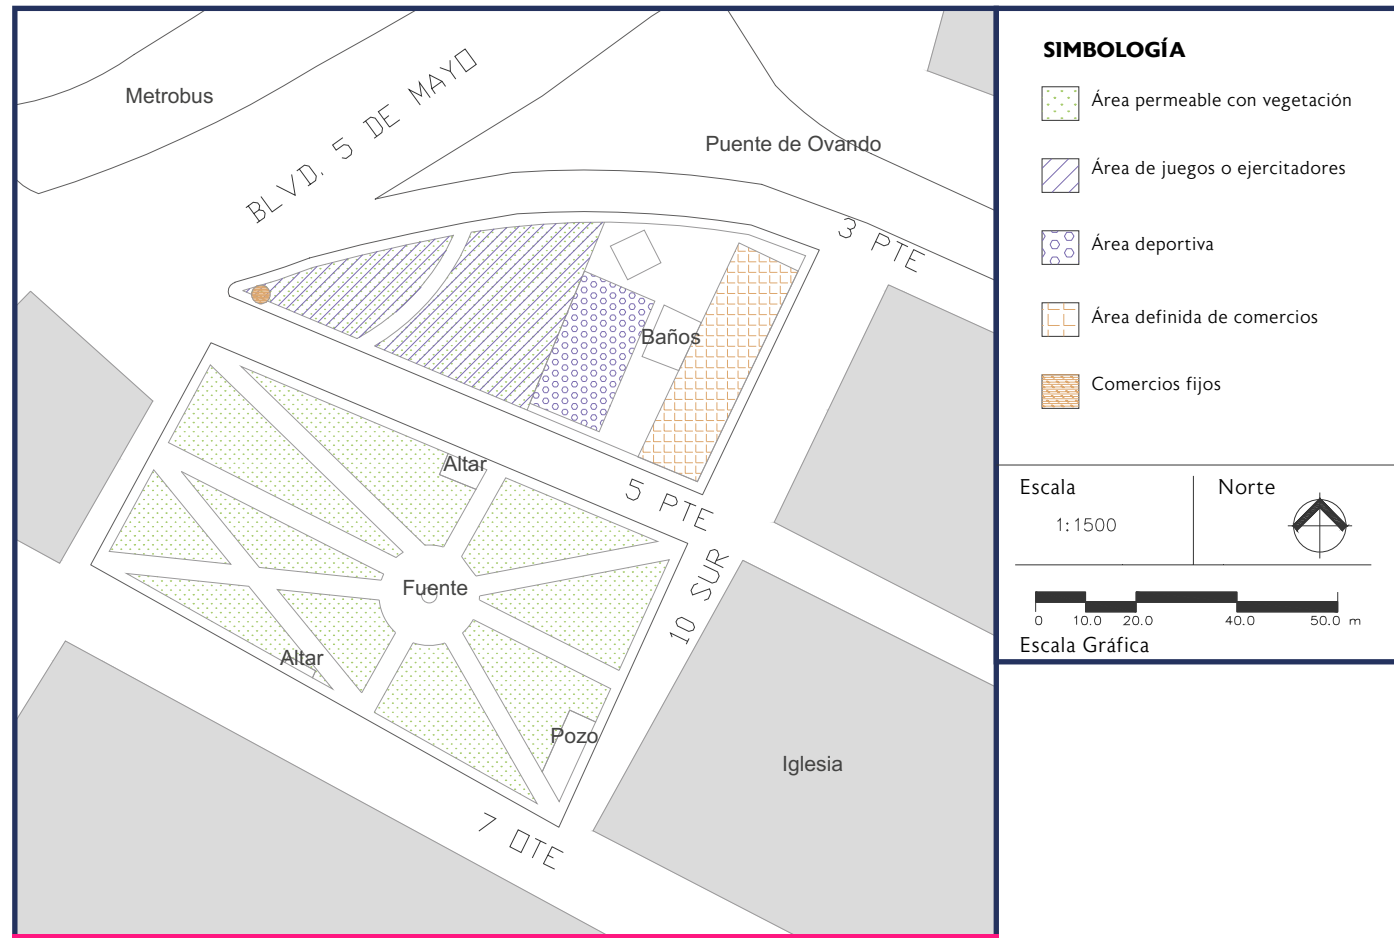 Metrobus
BLVD. 5 DE MAYO
Puente de Ovando
3 PTE
Baños
5 PTE
Altar
Fuente
10 SUR
Altar
Pozo
Iglesia
7 OTE
SIMBOLOGÍA
Área permeable con vegetación
Área de juegos o ejercitadores
Área deportiva
Área definida de comercios
Comercios fijos
Escala
1:1500
Norte
0 10.0 20.0 40.0 50.0 m
Escala Gráfica